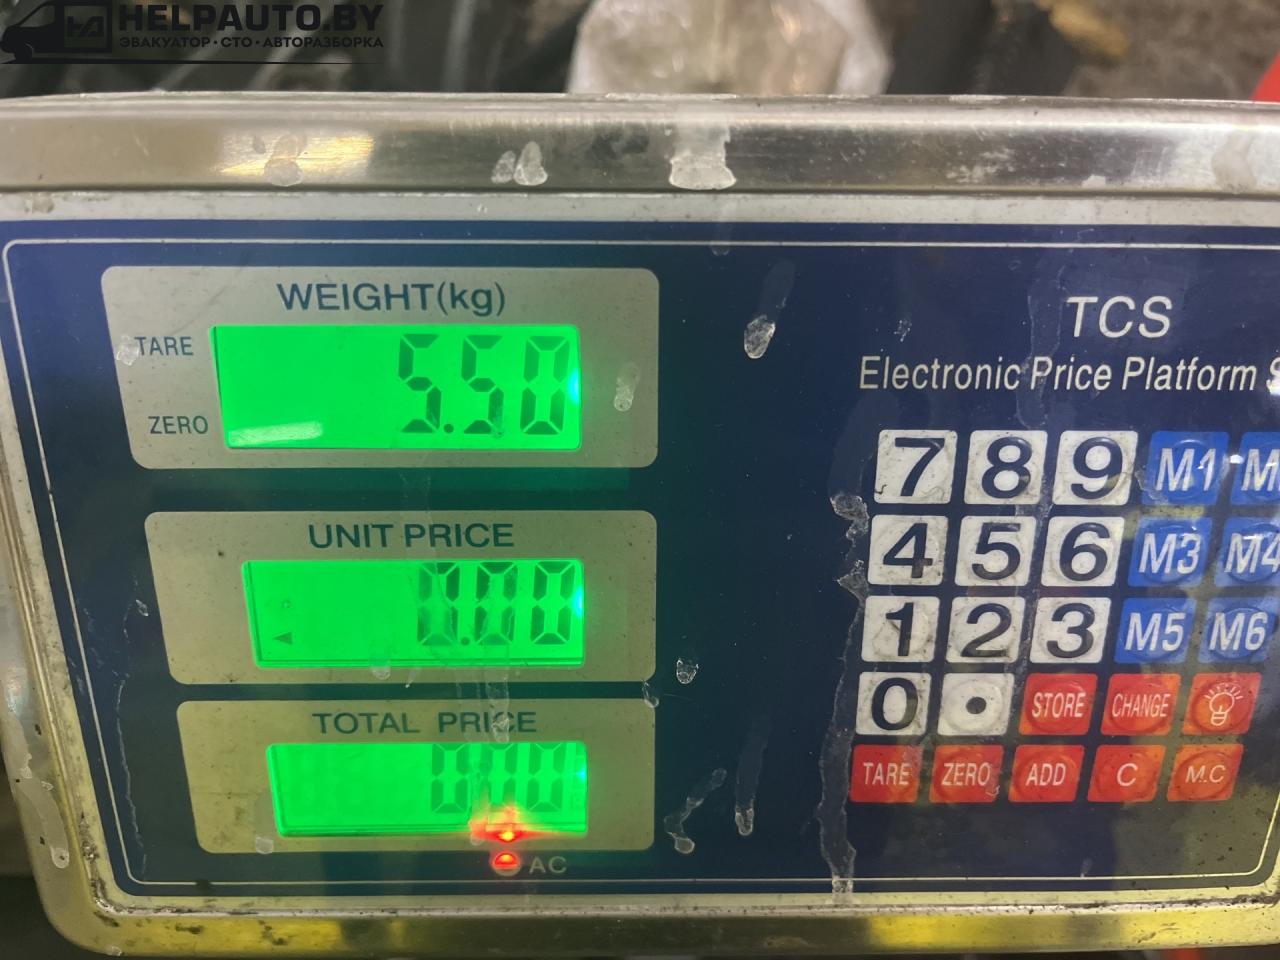 HELPAUTO.BY
ЭВАКУАТОР • СТО • АВТОРАЗБОРКА
WEIGHT(kg)
TARE
5.50
ZERO
UNIT PRICE
0.00
TOTAL PRICE
0.00
AC
TCS
Electronic Price Platform
7 8 9 M1
4 5 6 M3 M4
1 2 3 M5 M6
0 . STORE CHANGE
TARE ZERO ADD C M.C